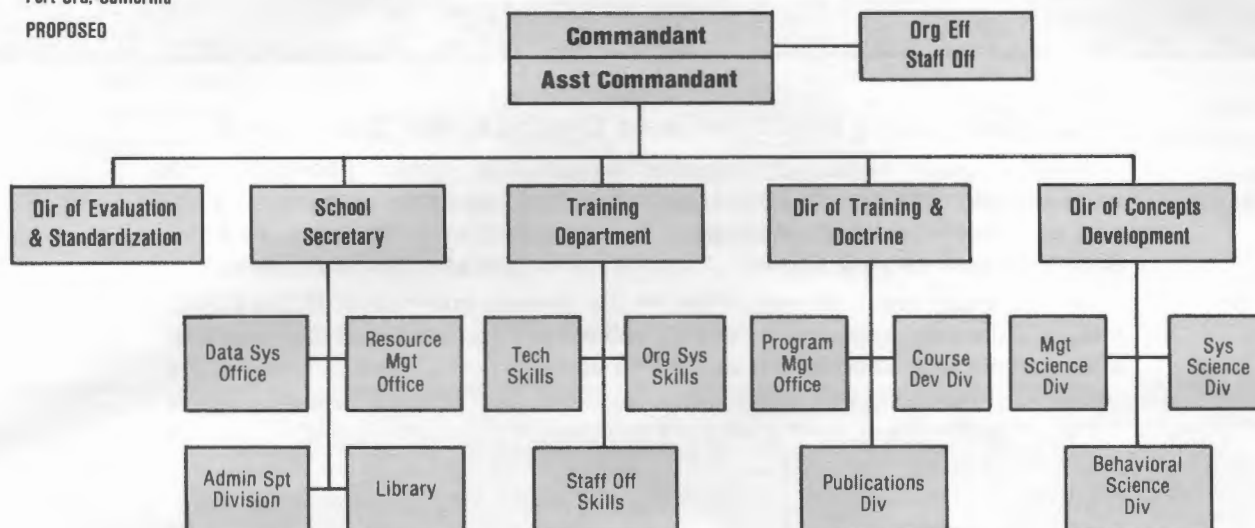 PROPOSED
Commandant
Asst Commandant
Org Eff
Staff Off
Dir of Evaluation
& Standardization
School
Secretary
Training
Department
Dir of Training &
Doctrine
Dir of Concepts
Development
Data Sys
Office
Resource
Mgt
Office
Tech
Skills
Org Sys
Skills
Program
Mgt
Office
Course
Dev Div
Mgt
Science
Div
Sys
Science
Div
Admin Spt
Division
Library
Staff Off
Skills
Publications
Div
Behavioral
Science
Div